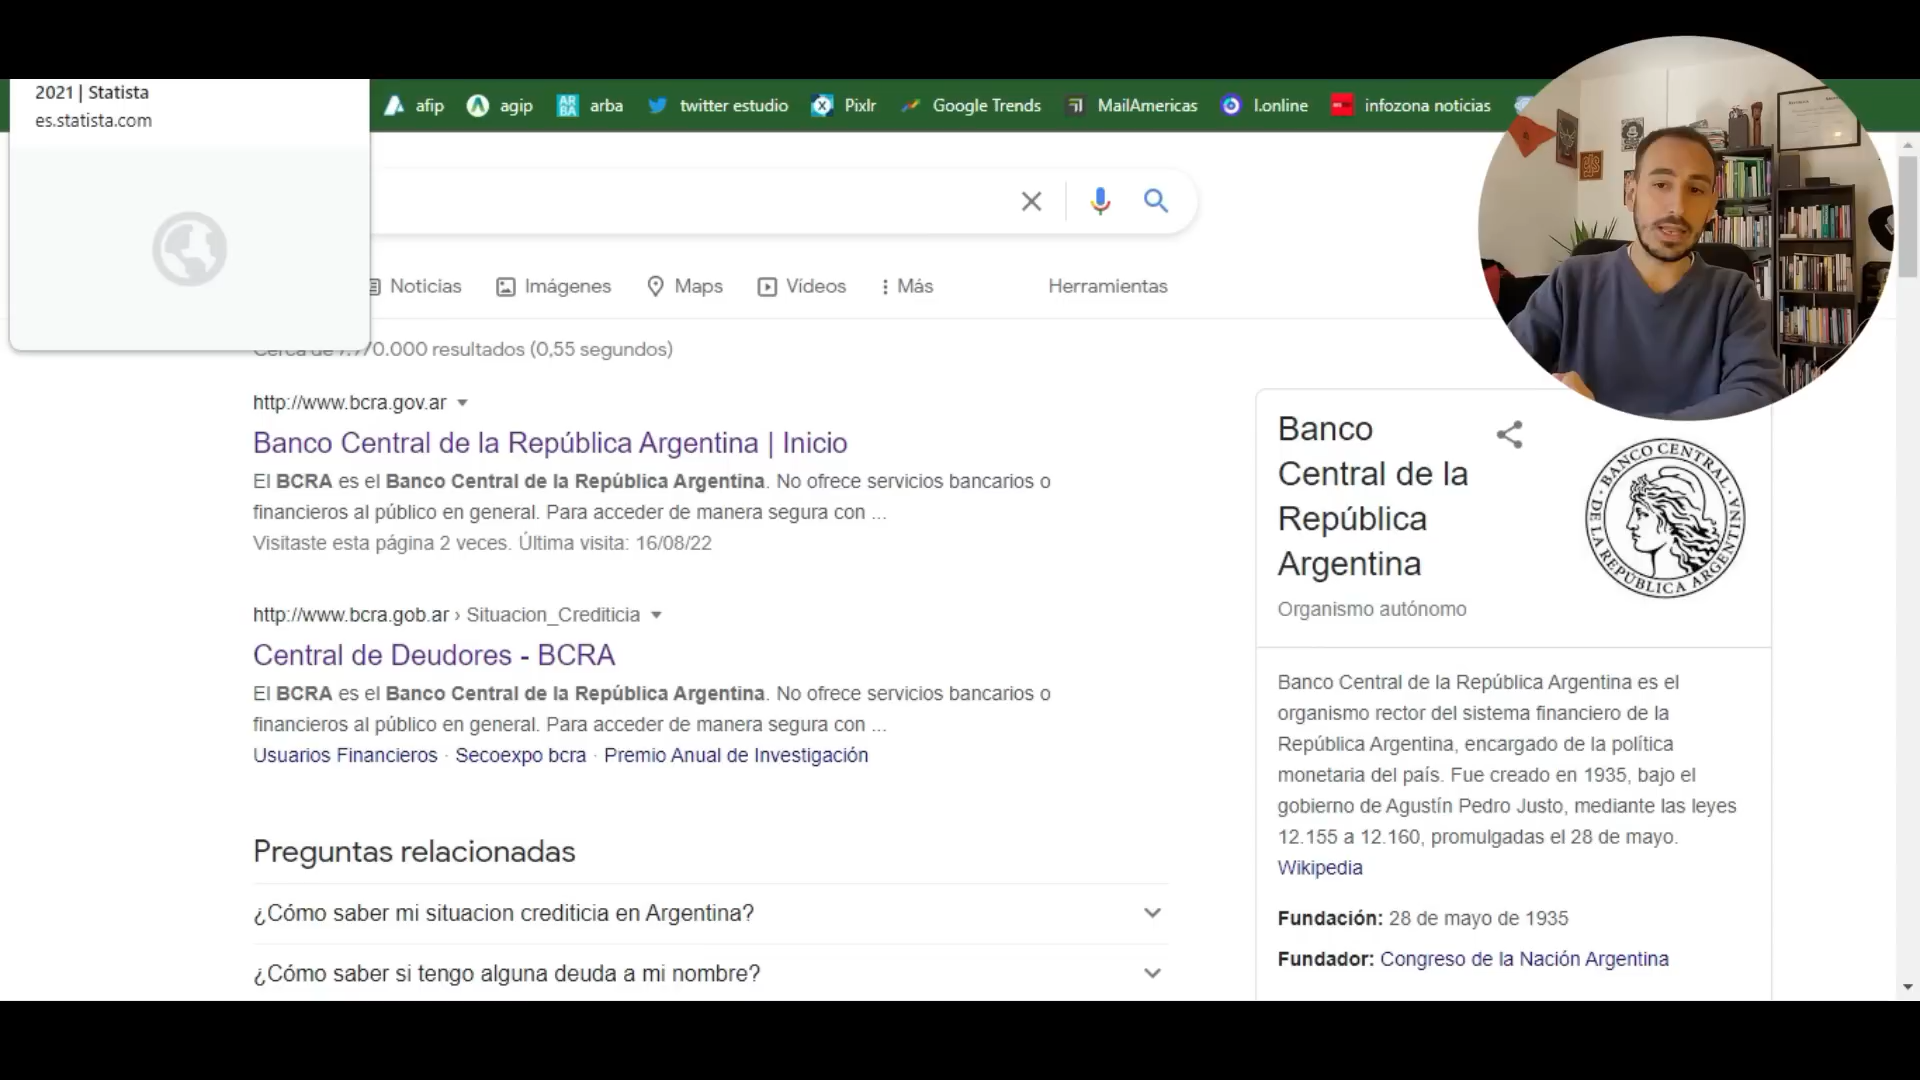 2021 | Statista
es.statista.com
afip
agip
arba
twitter estudio
Pixlr
Google Trends
MailAmericas
I.online
infozona noticias
Noticias
Imágenes
Maps
Vídeos
Más
Herramientas
resultados (0,55 segundos)
http://www.bcra.gov.ar
Banco Central de la República Argentina | Inicio
El BCRA es el Banco Central de la República Argentina. No ofrece servicios bancarios o
financieros al público en general. Para acceder de manera segura con ...
Visitaste esta página 2 veces. Última visita: 16/08/22
http://www.bcra.gob.ar › Situacion_Crediticia
Central de Deudores - BCRA
El BCRA es el Banco Central de la República Argentina. No ofrece servicios bancarios o
financieros al público en general. Para acceder de manera segura con ...
Usuarios Financieros · Secoexpo bcra · Premio Anual de Investigación
Preguntas relacionadas
¿Cómo saber mi situacion crediticia en Argentina?
¿Cómo saber si tengo alguna deuda a mi nombre?
Banco
Central de la
República
Argentina
Organismo autónomo
BANCO CENTRAL
DE LA REPÚBLICA ARGENTINA
Banco Central de la República Argentina es el
organismo rector del sistema financiero de la
República Argentina, encargado de la política
monetaria del país. Fue creado en 1935, bajo el
gobierno de Agustín Pedro Justo, mediante las leyes
12.155 a 12.160, promulgadas el 28 de mayo.
Wikipedia
Fundación: 28 de mayo de 1935
Fundador: Congreso de la Nación Argentina